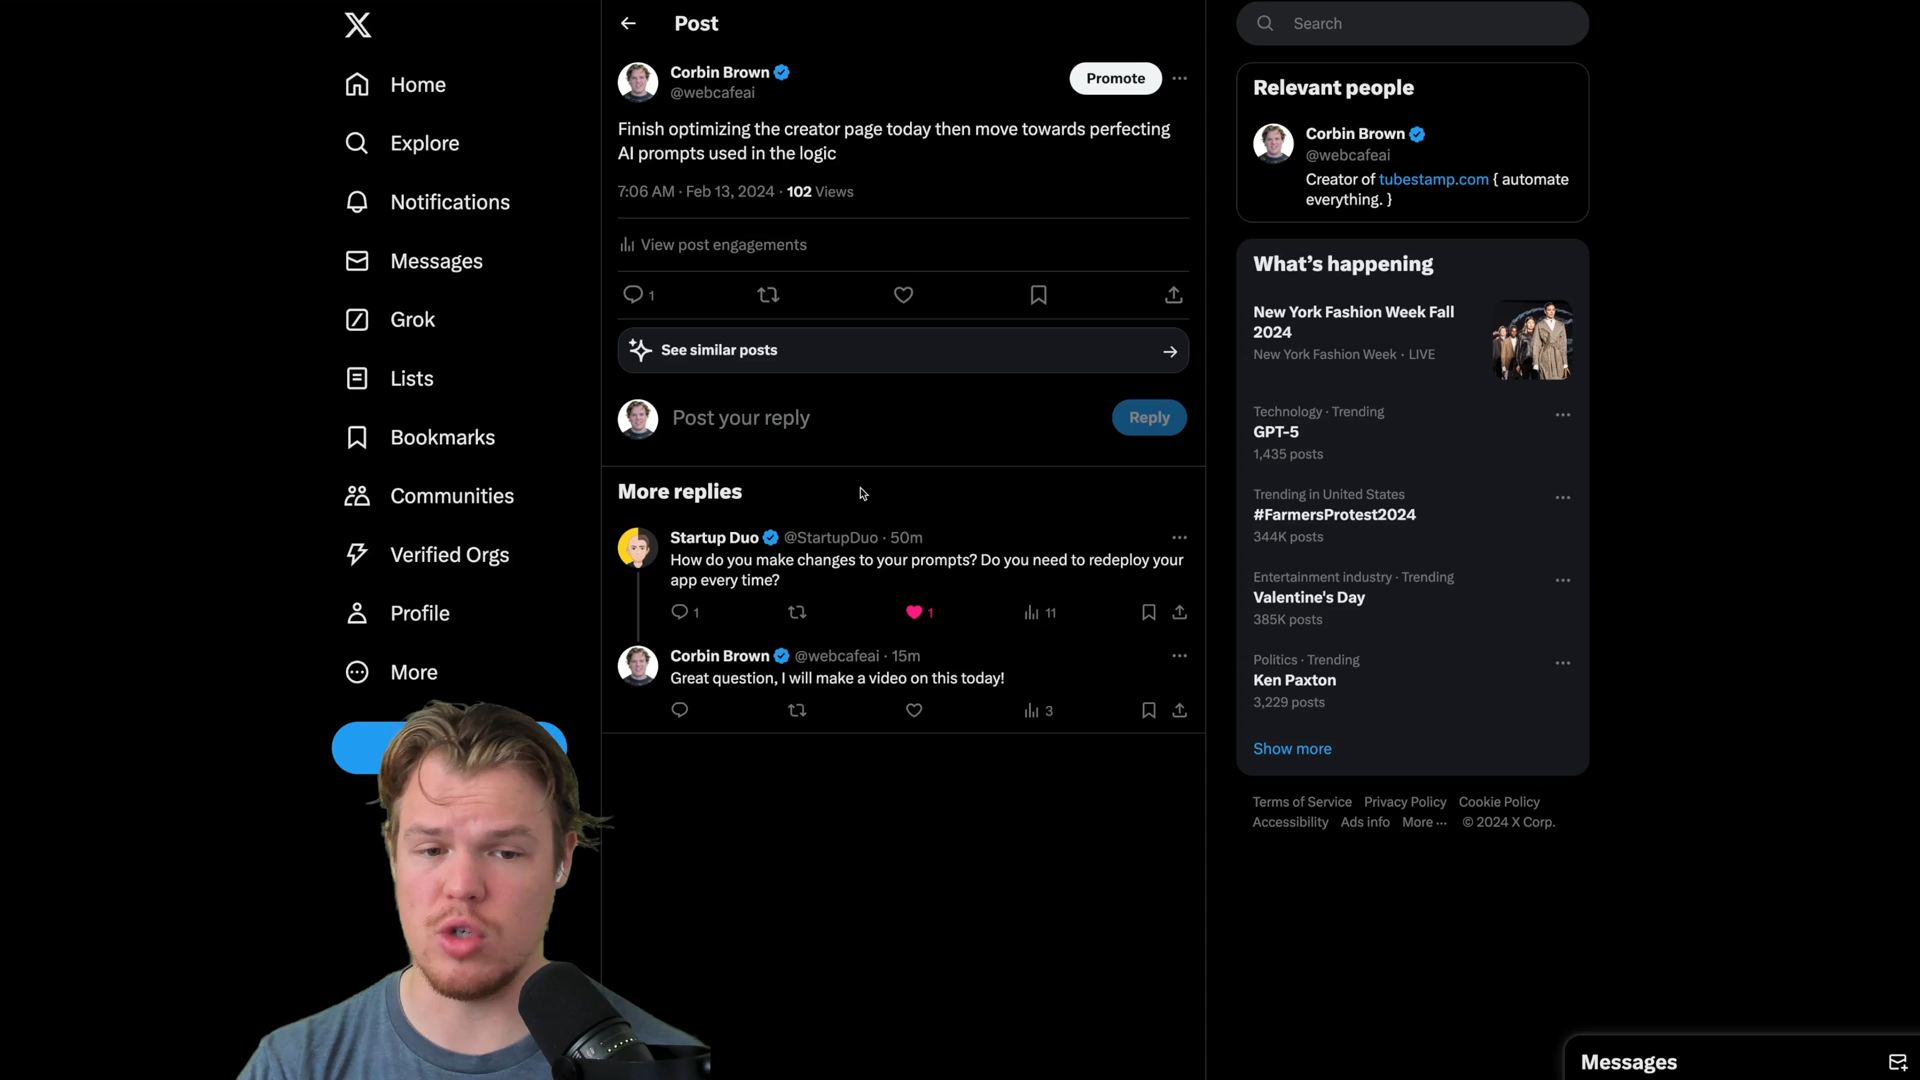 Home
Explore
Notifications
Messages
Grok
Lists
Bookmarks
Communities
Verified Orgs
Profile
More
Post
Corbin Brown
@webcafeai
Promote
Finish optimizing the creator page today then move towards perfecting
AI prompts used in the logic
7:06 AM · Feb 13, 2024 · 102 Views
View post engagements
1
See similar posts
Post your reply
Reply
More replies
Startup Duo @StartupDuo · 50m
How do you make changes to your prompts? Do you need to redeploy your
app every time?
1
1
11
Corbin Brown @webcafeai · 15m
Great question, I will make a video on this today!
3
Search
Relevant people
Corbin Brown
@webcafeai
Creator of tubestamp.com { automate
everything. }
What's happening
New York Fashion Week Fall
2024
New York Fashion Week · LIVE
Technology · Trending
GPT-5
1,435 posts
Trending in United States
#FarmersProtest2024
344K posts
Entertainment industry · Trending
Valentine's Day
385K posts
Politics · Trending
Ken Paxton
3,229 posts
Show more
Terms of Service Privacy Policy Cookie Policy
Accessibility Ads info More ··· © 2024 X Corp.
Messages